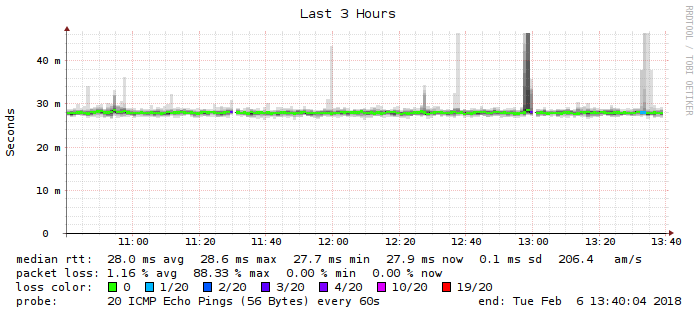 Last 3 Hours
RRDTOOL / TOBI OETIKER
Seconds
40 m
30 m
20 m
10 m
0
11:00 11:20 11:40 12:00 12:20 12:40 13:00 13:20 13:40
median rtt: 28.0 ms avg 28.6 ms max 27.7 ms min 27.9 ms now 0.1 ms sd 206.4 am/s
packet loss: 1.16 % avg 88.33 % max 0.00 % min 0.00 % now
loss color: 0 1/20 2/20 3/20 4/20 10/20 19/20
probe: 20 ICMP Echo Pings (56 Bytes) every 60s end: Tue Feb 6 13:40:04 2018